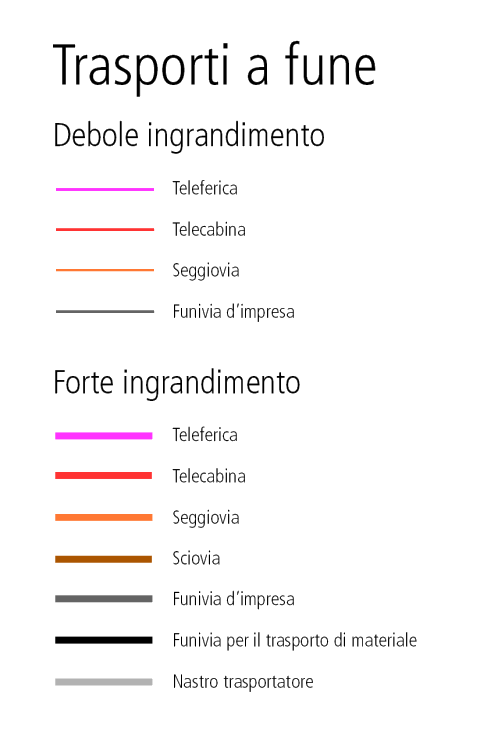 Trasporti a fune
Debole ingrandimento
Teleferica
Telecabina
Seggiovia
Funivia d’impresa
Forte ingrandimento
Teleferica
Telecabina
Seggiovia
Sciovia
Funivia d’impresa
Funivia per il trasporto di materiale
Nastro trasportatore